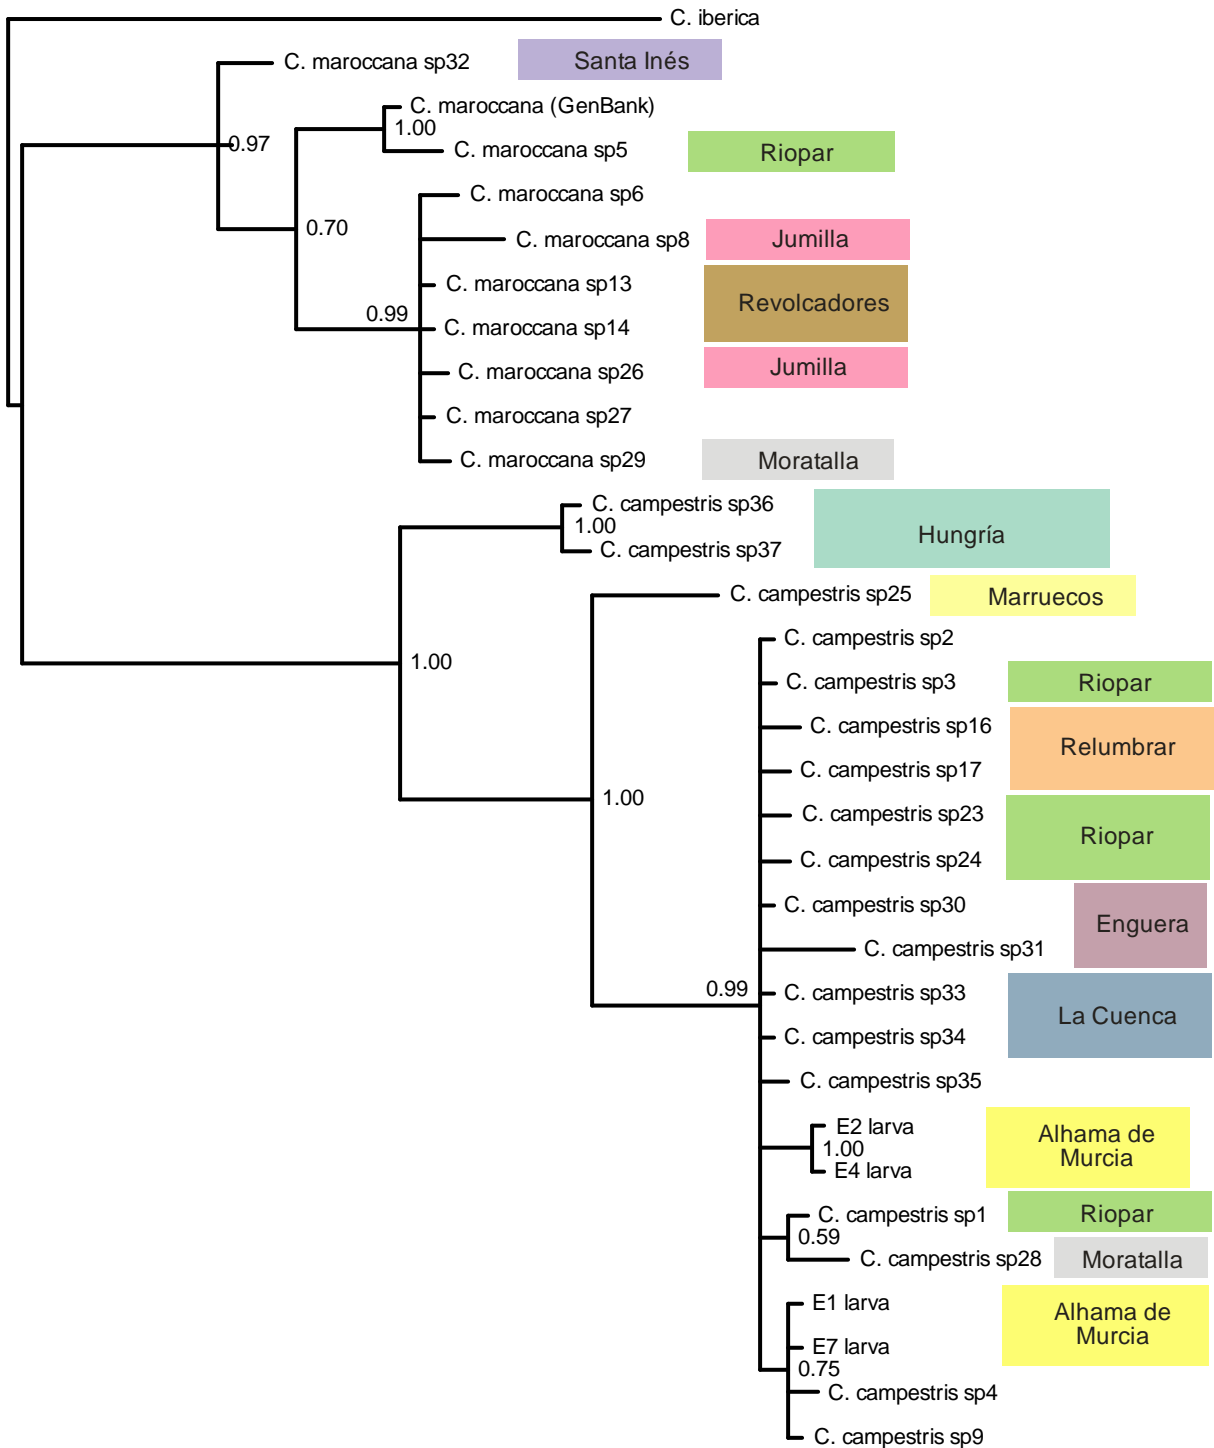 C. iberica
C. maroccana sp32 Santa Inés
C. maroccana (GenBank)
1.00
C. maroccana sp5 Riopar
0.97
C. maroccana sp6
0.70
C. maroccana sp8 Jumilla
C. maroccana sp13
Revolcadores
0.99
C. maroccana sp14
C. maroccana sp26 Jumilla
C. maroccana sp27
C. maroccana sp29 Moratalla
C. campestris sp36
1.00
Hungría
C. campestris sp37
C. campestris sp25 Marruecos
C. campestris sp2
1.00
C. campestris sp3 Riopar
C. campestris sp16
Relumbrar
C. campestris sp17
1.00
C. campestris sp23
Riopar
C. campestris sp24
C. campestris sp30
Enguera
C. campestris sp31
0.99
C. campestris sp33
La Cuenca
C. campestris sp34
C. campestris sp35
E2 larva
1.00
Alhama de
Murcia
E4 larva
C. campestris sp1 Riopar
0.59
C. campestris sp28 Moratalla
E1 larva
Alhama de
Murcia
E7 larva
0.75
C. campestris sp4
C. campestris sp9